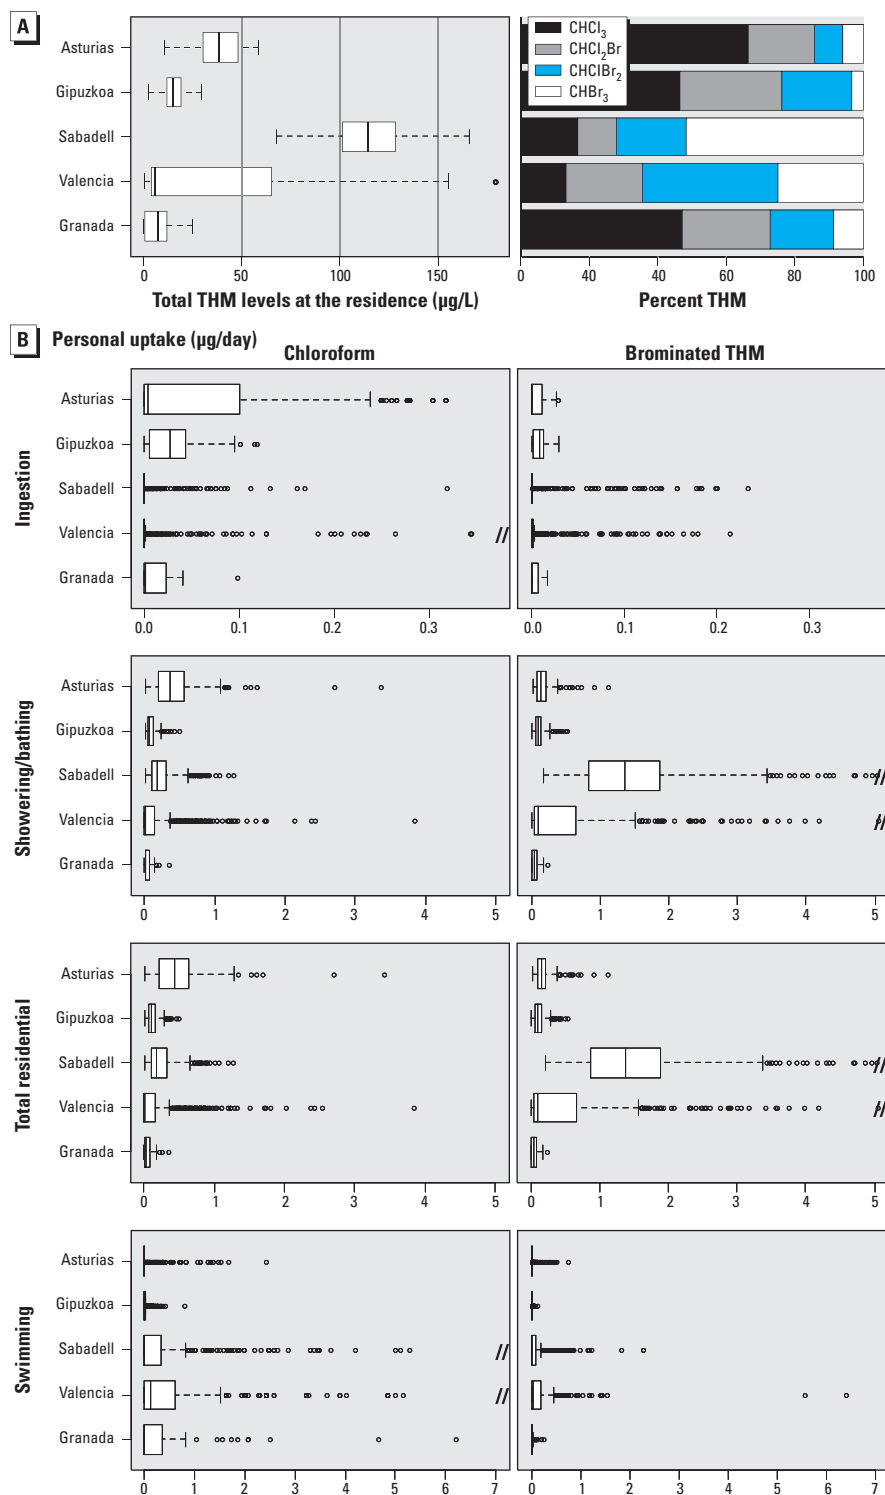 A
Asturias
Gipuzkoa
Sabadell
Valencia
Granada
0 50 100 150
Total THM levels at the residence (µg/L)
CHCl3
CHCl2Br
CHClBr2
CHBr3
0 40 60 80 100
Percent THM
B Personal uptake (µg/day)
Chloroform Brominated THM
Ingestion
Asturias
Gipuzkoa
Sabadell
Valencia //
Granada
0.0 0.1 0.2 0.3 0.0 0.1 0.2 0.3
Showering/bathing
Asturias
Gipuzkoa
Sabadell //
Valencia //
Granada
0 1 2 3 4 5 0 1 2 3 4 5
Total residential
Asturias
Gipuzkoa
Sabadell //
Valencia //
Granada
0 1 2 3 4 5 0 1 2 3 4 5
Swimming
Asturias
Gipuzkoa
Sabadell //
Valencia //
Granada
0 1 2 3 4 5 6 7 0 1 2 3 4 5 6 7